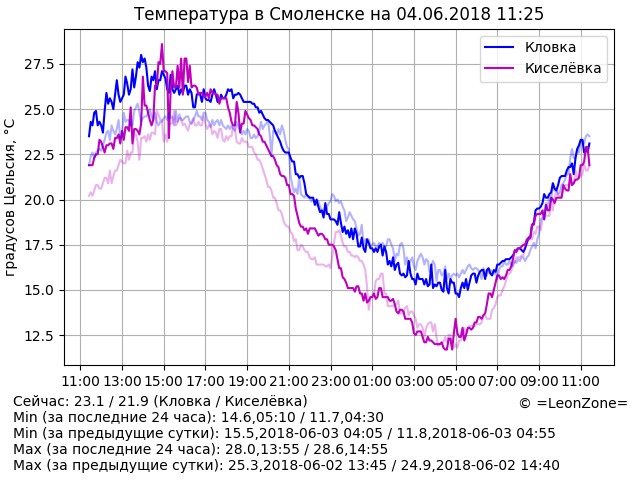 Температура в Смоленске на 04.06.2018 11:25
градусов Цельсия, °C
27.5
25.0
22.5
20.0
17.5
15.0
12.5
Кловка
Киселёвка
11:00 13:00 15:00 17:00 19:00 21:00 23:00 01:00 03:00 05:00 07:00 09:00 11:00
Сейчас: 23.1 / 21.9 (Кловка / Киселёвка)
© =LeonZone=
Min (за последние 24 часа): 14.6,05:10 / 11.7,04:30
Min (за предыдущие сутки): 15.5,2018-06-03 04:05 / 11.8,2018-06-03 04:55
Max (за последние 24 часа): 28.0,13:55 / 28.6,14:55
Max (за предыдущие сутки): 25.3,2018-06-02 13:45 / 24.9,2018-06-02 14:40